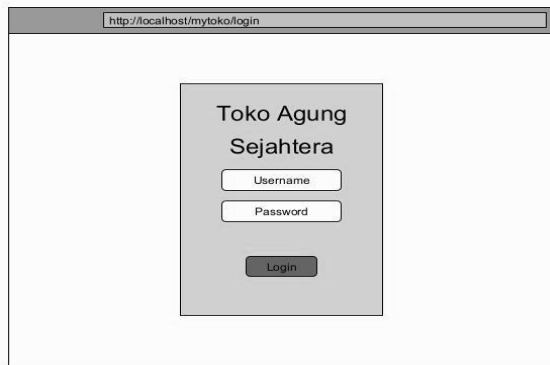 http://localhost/mytoko/login
Toko Agung
Sejahtera
Username
Password
Login